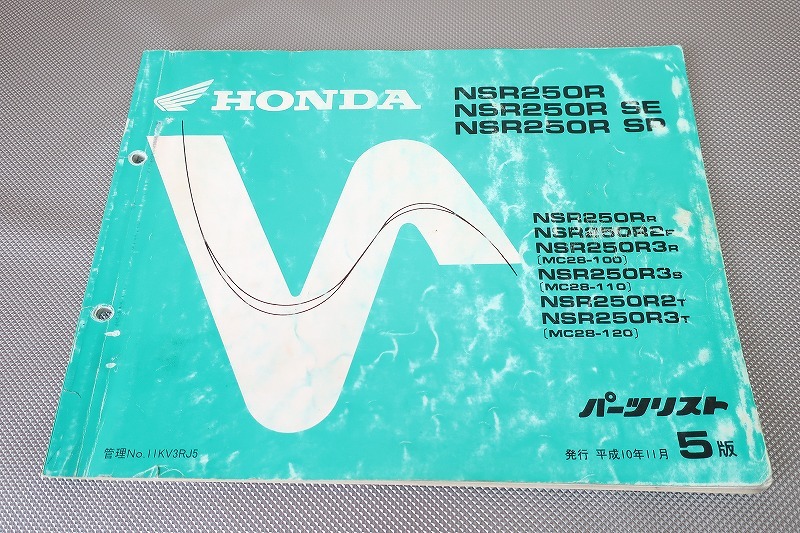 HONDA
NSR250R
NSR250R SE
NSR250R SP
NSR250RR
NSR250R2R
NSR250R3R
(MC28-100)
NSR250R3S
(MC28-110)
NSR250R2T
NSR250R3T
(MC28-120)
パーツリスト
管理No.11KV3RJ5
発行 平成10年11月 5版